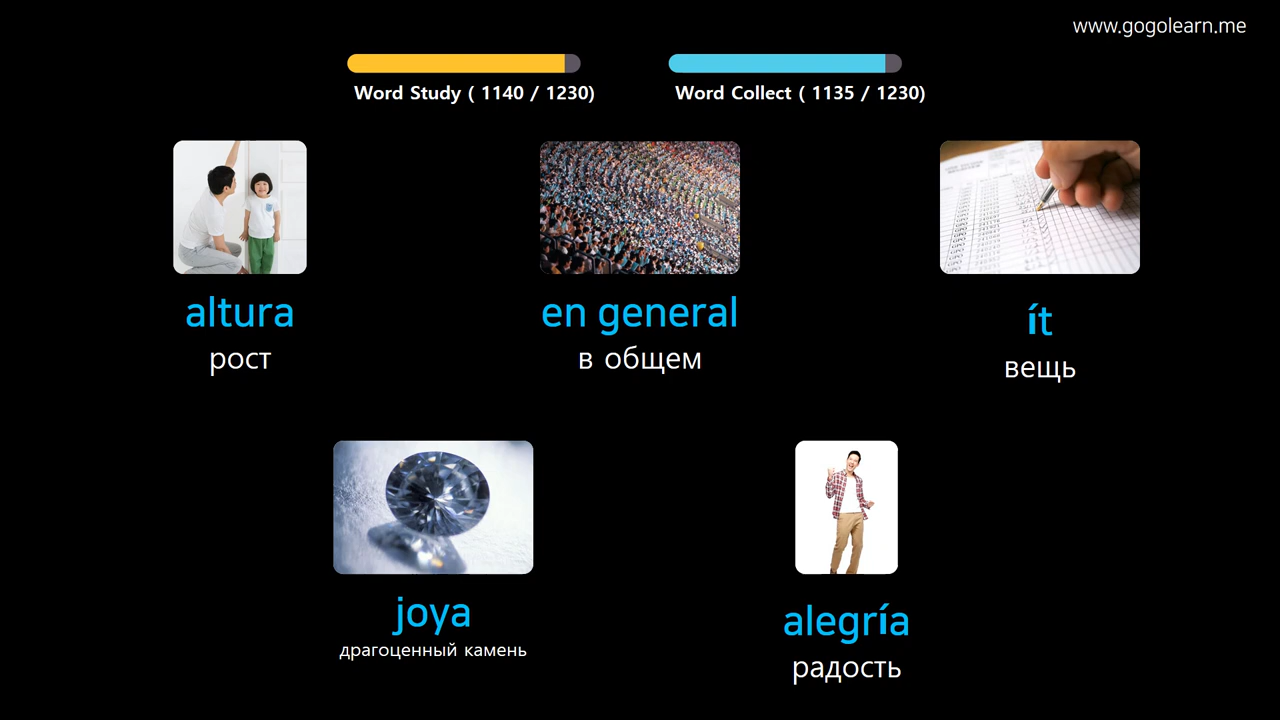 www.gogolearn.me
Word Study ( 1140 / 1230)
Word Collect ( 1135 / 1230)
altura
рост
en general
в общем
ít
вещь
joya
драгоценный камень
alegría
радость